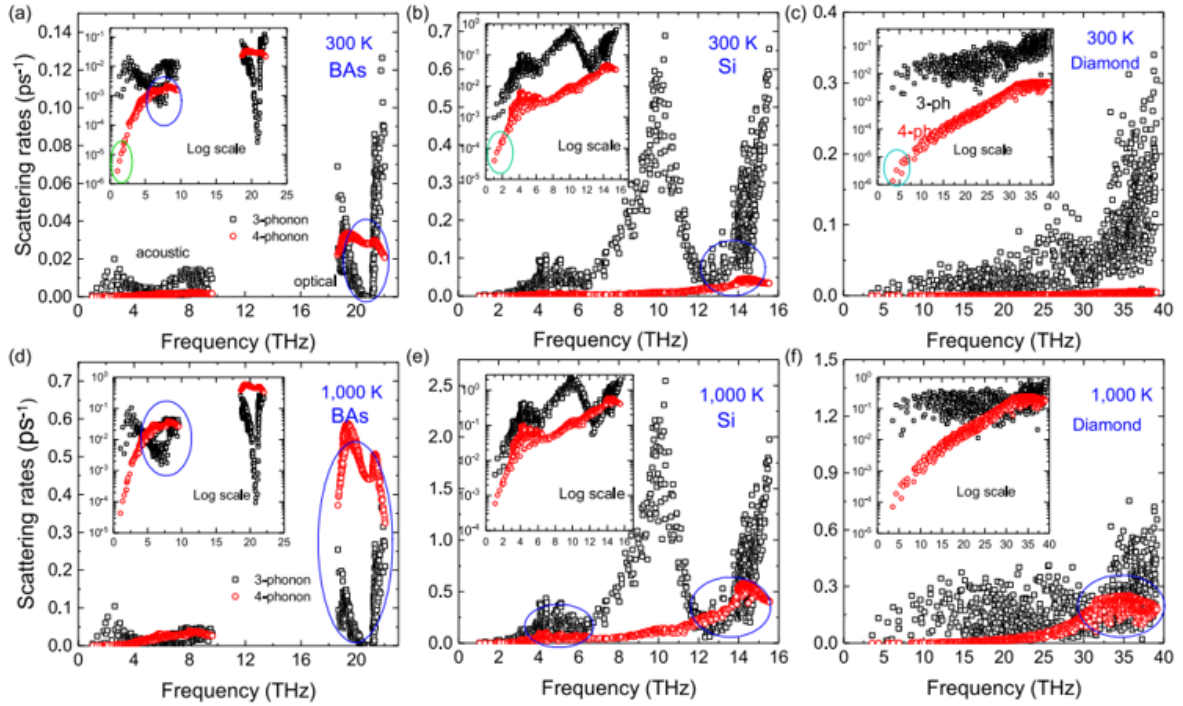 (a)
Scattering rates (ps⁻¹)
0.14
0.12
0.10
0.08
0.06
0.04
0.02
0.00
10⁻¹
10⁻²
10⁻³
10⁻⁴
10⁻⁵
10⁻⁶
0 5 10 15 20 25
Log scale
300 K
BAs
3-phonon
4-phonon
acoustic
optical
0 4 8 12 16 20
Frequency (THz)
(b)
0.7
0.6
0.5
0.4
0.3
0.2
0.1
0.0
10⁰
10⁻¹
10⁻²
10⁻³
10⁻⁴
10⁻⁵
0 2 4 6 8 10 12 14 16
Log scale
300 K
Si
0 2 4 6 8 10 12 14 16
Frequency (THz)
(c)
0.4
0.3
0.2
0.1
0.0
10⁻¹
10⁻²
10⁻³
10⁻⁴
10⁻⁵
10⁻⁶
0 5 10 15 20 25 30 35 40
3-ph
4-ph
Log scale
300 K
Diamond
0 5 10 15 20 25 30 35 40
Frequency (THz)
(d)
Scattering rates (ps⁻¹)
0.7
0.6
0.5
0.4
0.3
0.2
0.1
0.0
10⁰
10⁻¹
10⁻²
10⁻³
10⁻⁴
10⁻⁵
0 5 10 15 20 25
Log scale
1,000 K
BAs
3-phonon
4-phonon
0 4 8 12 16 20
Frequency (THz)
(e)
2.5
2.0
1.5
1.0
0.5
0.0
10⁰
10⁻¹
10⁻²
10⁻³
10⁻⁴
0 2 4 6 8 10 12 14 16
Log scale
1,000 K
Si
0 2 4 6 8 10 12 14 16
Frequency (THz)
(f)
1.5
1.2
0.9
0.6
0.3
0.0
10⁰
10⁻¹
10⁻²
10⁻³
10⁻⁴
10⁻⁵
0 5 10 15 20 25 30 35 40
Log scale
1,000 K
Diamond
0 5 10 15 20 25 30 35 40
Frequency (THz)